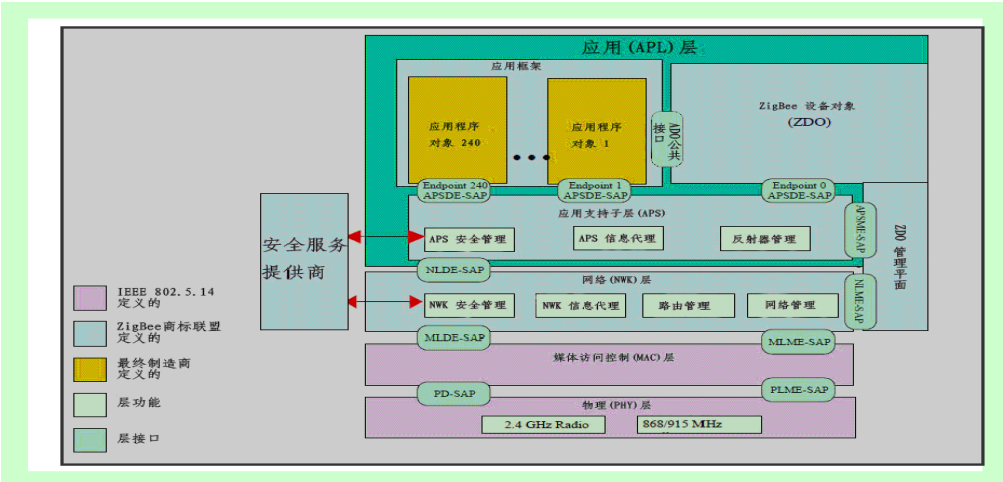 应用(APL)层
应用框架
应用程序
对象 240
•••
应用程序
对象 1
ADO公共
接口
ZigBee 设备对象
(ZDO)
Endpoint 240
APSDE-SAP
Endpoint 1
APSDE-SAP
Endpoint 0
APSDE-SAP
应用支持子层(APS)
APS 安全管理
APS 信息代理
反射器管理
APSME-SAP
ZDO 管理平面
安全服务
提供商
NLDE-SAP
网络(NWK)层
NWK 安全管理
NWK 信息代理
路由管理
网络管理
NLME-SAP
MLDE-SAP
MLME-SAP
媒体访问控制(MAC)层
PD-SAP
PLME-SAP
物理(PHY)层
2.4 GHz Radio
868/915 MHz
IEEE 802.5.14
定义的
ZigBee商标联盟
定义的
最终制造商
定义的
层功能
层接口